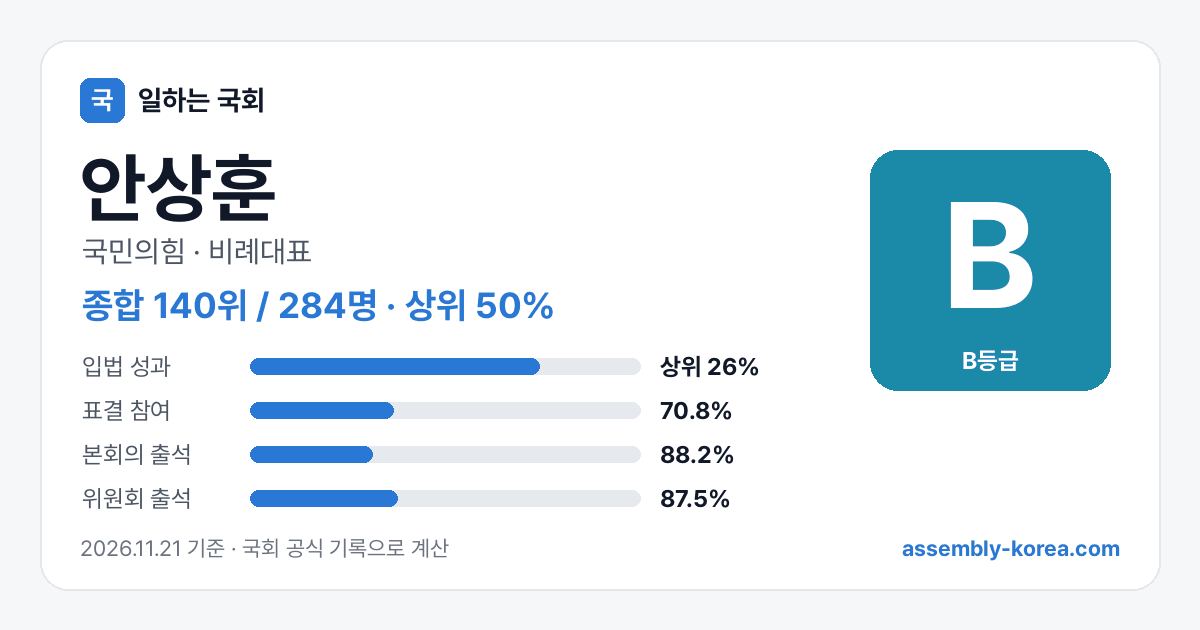 국 일하는 국회
안상훈
국민의힘 · 비례대표
종합 140위 / 284명 · 상위 50%
입법 성과 상위 26%
표결 참여 70.8%
본회의 출석 88.2%
위원회 출석 87.5%
B
B등급
2026.11.21 기준 · 국회 공식 기록으로 계산
assembly-korea.com